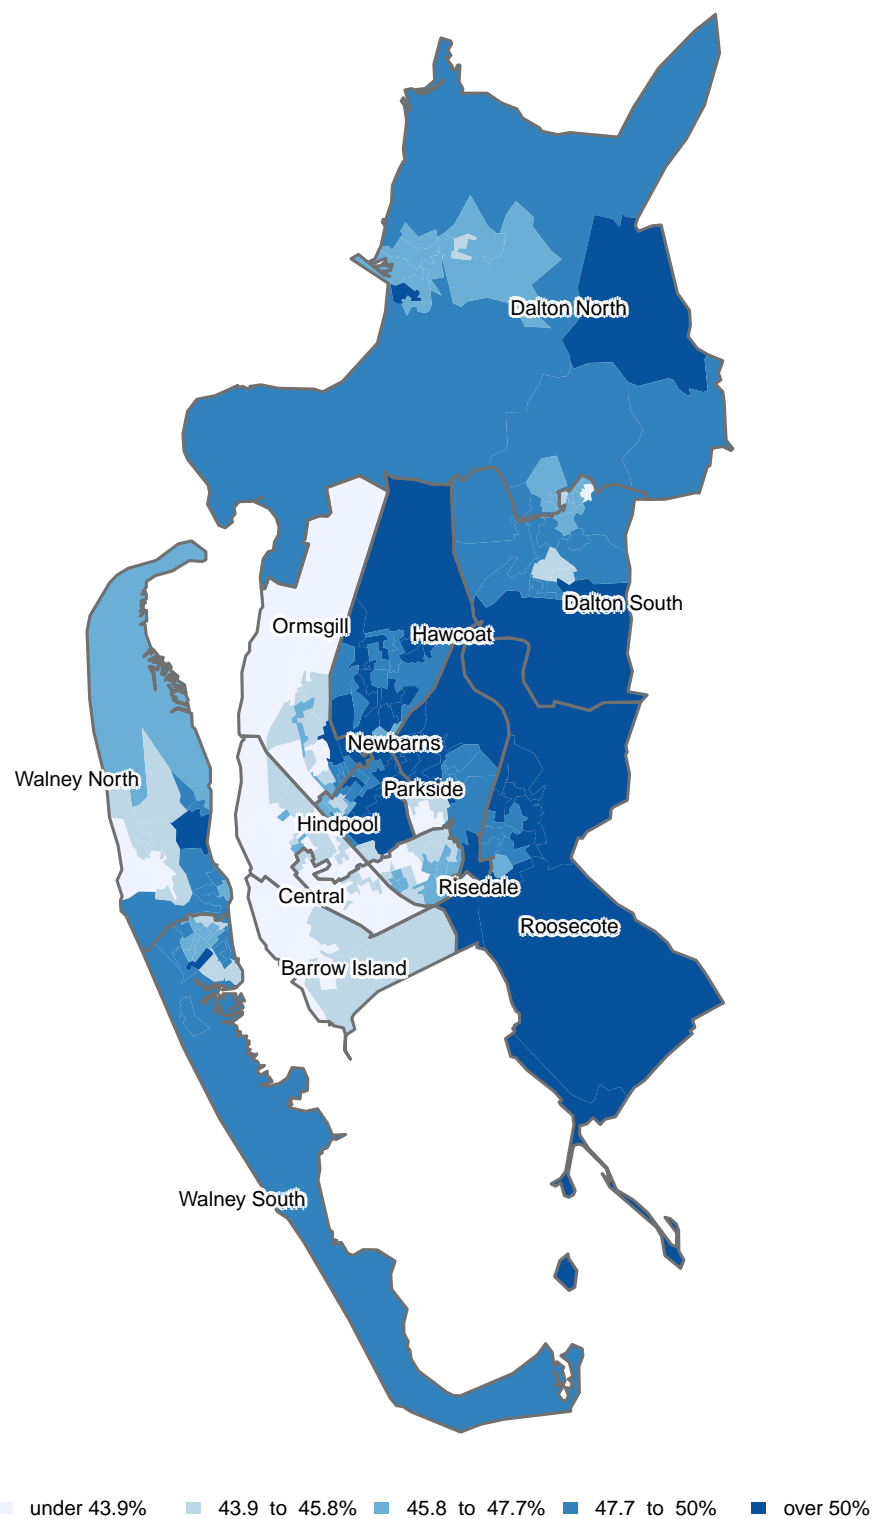 Dalton North
Dalton South
Ormsgill
Hawcoat
Newbarns
Walney North
Parkside
Hindpool
Risedale
Central
Roosecote
Barrow Island
Walney South
under 43.9% 43.9 to 45.8% 45.8 to 47.7% 47.7 to 50% over 50%